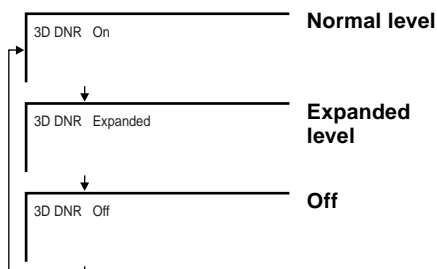 Normal level
3D DNR On
Expanded
level
3D DNR Expanded
Off
3D DNR Off